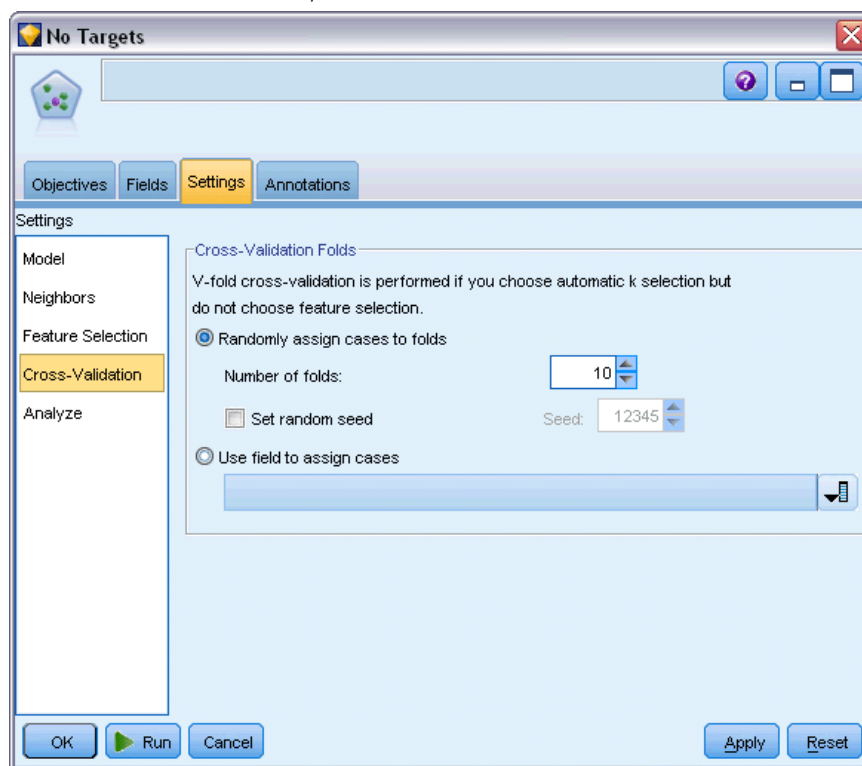 No Targets
Objectives Fields Settings Annotations
Settings
Model
Neighbors
Feature Selection
Cross-Validation
Analyze
Cross-Validation Folds
V-fold cross-validation is performed if you choose automatic k selection but
do not choose feature selection.
Randomly assign cases to folds
Number of folds: 10
Set random seed Seed: 12345
Use field to assign cases
OK Run Cancel Apply Reset